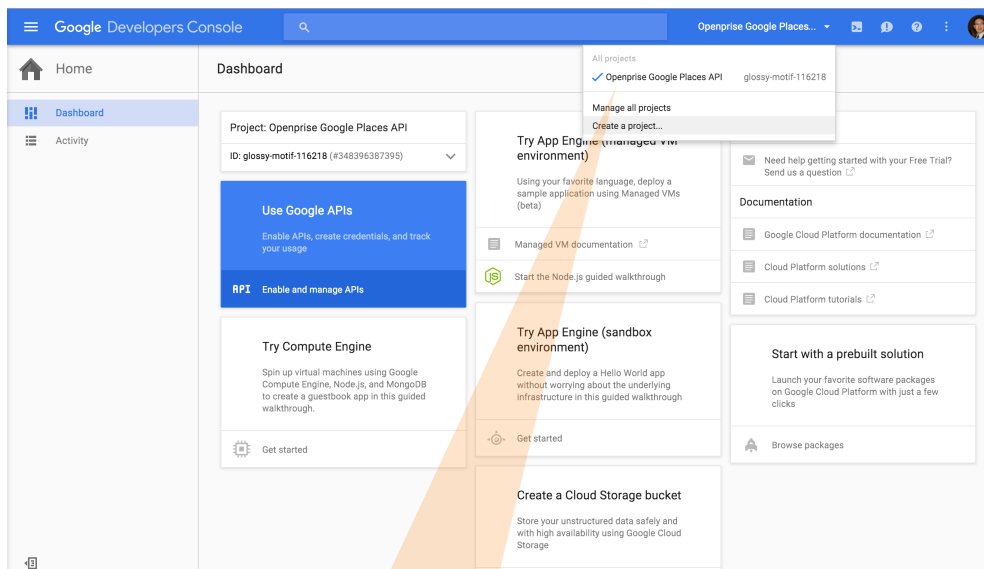 Google Developers Console
Openprise Google Places...
All projects
Openprise Google Places API glossy-motif-116218
Manage all projects
Create a project...
Home
Dashboard
Dashboard
Activity
Project: Openprise Google Places API
ID: glossy-motif-116218 (#348396387395)
Use Google APIs
Enable APIs, create credentials, and track
your usage
API Enable and manage APIs
Try Compute Engine
Spin up virtual machines using Google
Compute Engine, Node.js, and MongoDB
to create a guestbook app in this guided
walkthrough.
Get started
Try App Engine (managed VM
environment)
Using your favorite language, deploy a
sample application using Managed VMs
(beta)
Managed VM documentation
JS Start the Node.js guided walkthrough
Try App Engine (sandbox
environment)
Create and deploy a Hello World app
without worrying about the underlying
infrastructure in this guided walkthrough
Get started
Create a Cloud Storage bucket
Store your unstructured data safely and
with high availability using Google Cloud
Storage
Need help getting started with your Free Trial?
Send us a question
Documentation
Google Cloud Platform documentation
Cloud Platform solutions
Cloud Platform tutorials
Start with a prebuilt solution
Launch your favorite software packages
on Google Cloud Platform with just a few
clicks
Browse packages